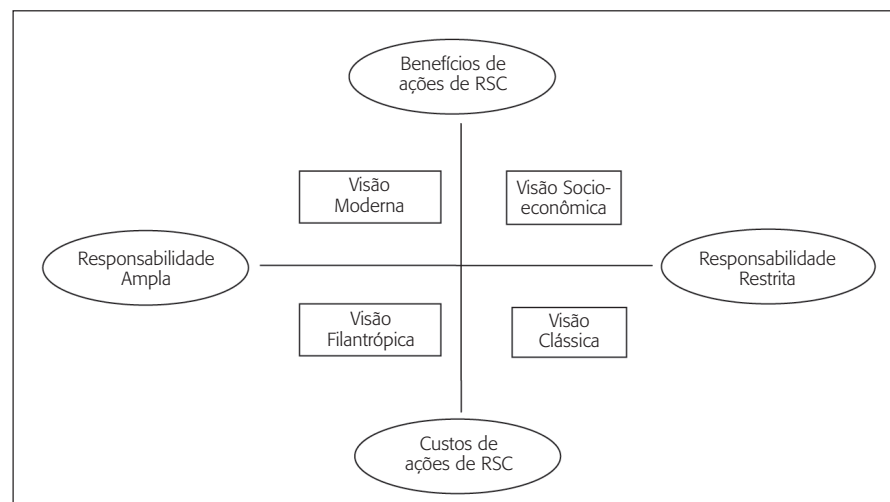 Benefícios de
ações de RSC
Visão
Moderna
Visão Socio-
econômica
Responsabilidade
Ampla
Responsabilidade
Restrita
Visão
Filantrópica
Visão
Clássica
Custos de
ações de RSC